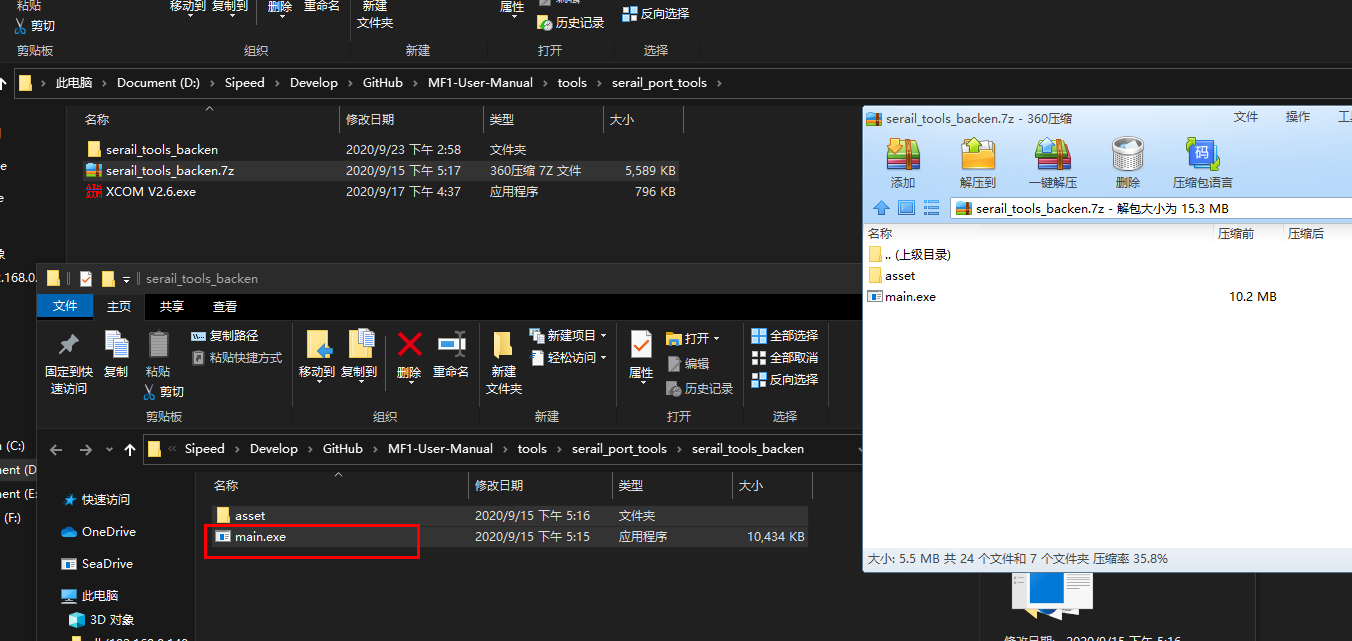 粘贴
剪切
剪贴板
移动到 复制到
删除 重命名
组织
新建
文件夹
新建
属性
历史记录
打开
反向选择
选择
此电脑 Document (D:) Sipeed Develop GitHub MF1-User-Manual tools serail_port_tools
名称 修改日期 类型 大小
serail_tools_backen 2020/9/23 下午 2:58 文件夹
serail_tools_backen.7z 2020/9/15 下午 5:17 360压缩 7Z 文件 5,589 KB
XCOM V2.6.exe 2020/9/17 下午 4:37 应用程序 796 KB
serail_tools_backen.7z - 360压缩
文件 操作
添加 解压到 一键解压 删除 压缩包语言
码
serail_tools_backen.7z - 解包大小为 15.3 MB
名称 压缩前 压缩后
.. (上级目录)
asset
main.exe 10.2 MB
大小: 5.5 MB 共 24 个文件和 7 个文件夹 压缩率 35.8%
serail_tools_backen
文件 主页 共享 查看
固定到快
速访问
复制
粘贴
复制路径
粘贴快捷方式
剪切
剪贴板
移动到 复制到
删除 重命名
组织
新建
文件夹
新建项目
轻松访问
新建
属性
打开
编辑
历史记录
打开
全部选择
全部取消
反向选择
选择
« Sipeed Develop GitHub MF1-User-Manual tools serail_port_tools serail_tools_backen
名称 修改日期 类型 大小
asset 2020/9/15 下午 5:16 文件夹
main.exe 2020/9/15 下午 5:15 应用程序 10,434 KB
快速访问
OneDrive
SeaDrive
此电脑
3D 对象
.168.0.
(C:)
ment (D
ment (E:
(F:)
修改日期: 2020/9/15 下午 5:16